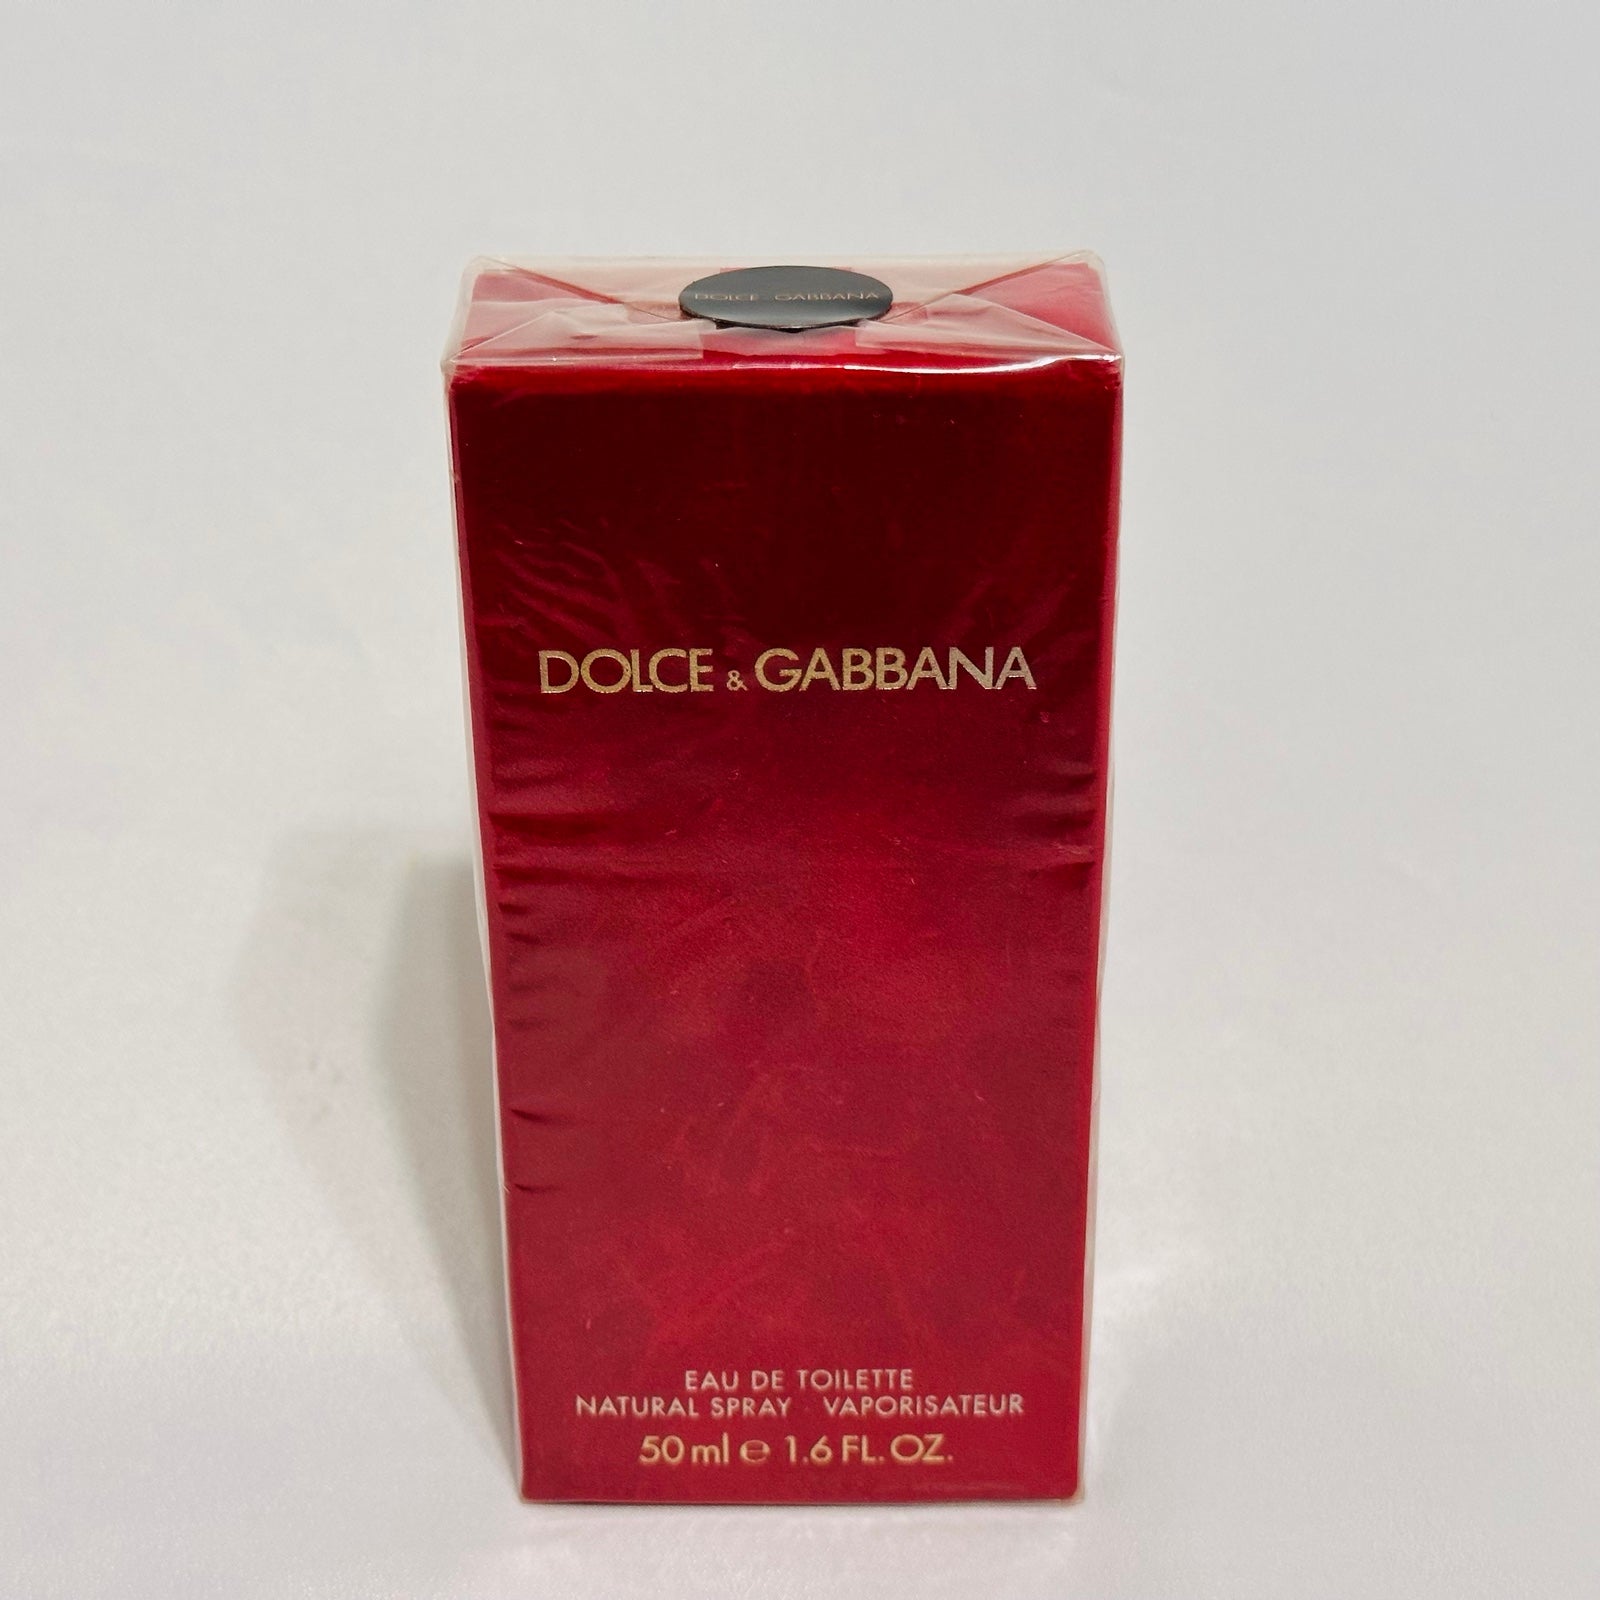 DOLCE & GABBANA
DOLCE & GABBANA
EAU DE TOILETTE
NATURAL SPRAY · VAPORISATEUR
50 ml ℮ 1.6 FL. OZ.